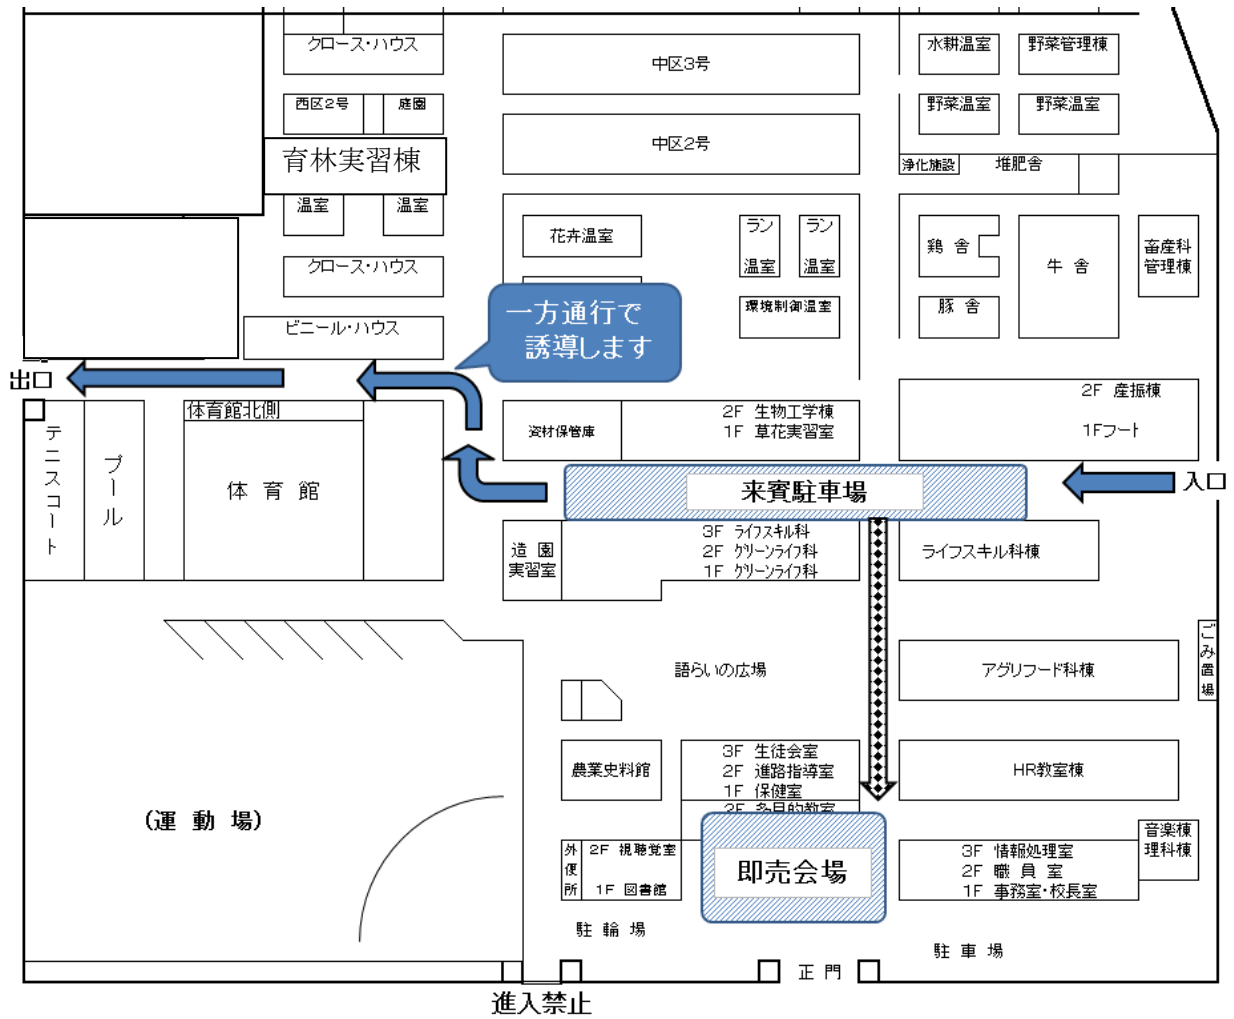 クロース・ハウス
中区3号
水耕温室
野菜管理棟
西区2号
庭園
野菜温室
野菜温室
中区2号
育林実習棟
浄化施設
堆肥舎
温室
温室
花卉温室
ラン
温室
ラン
温室
鶏 舎
牛 舎
畜産科
管理棟
クロース・ハウス
環境制御温室
豚 舎
ビニール・ハウス
一方通行で
誘導します
出口
体育館北側
資材保管庫
2F 生物工学棟
1F 草花実習室
2F 産振棟
1Fフート
テニスコート
プール
体 育 館
来賓駐車場
入口
造 園
実習室
3F ライフスキル科
2F グリーンライフ科
1F グリーンライフ科
ライフスキル科棟
語らいの広場
アグリフード科棟
ごみ置場
農業史料館
3F 生徒会室
2F 進路指導室
1F 保健室
2F 多目的教室
HR教室棟
(運 動 場)
外便所
2F 視聴覚室
1F 図書館
即売会場
3F 情報処理室
2F 職 員 室
1F 事務室・校長室
音楽棟
理科棟
駐 輪 場
駐 車 場
正 門
進入禁止